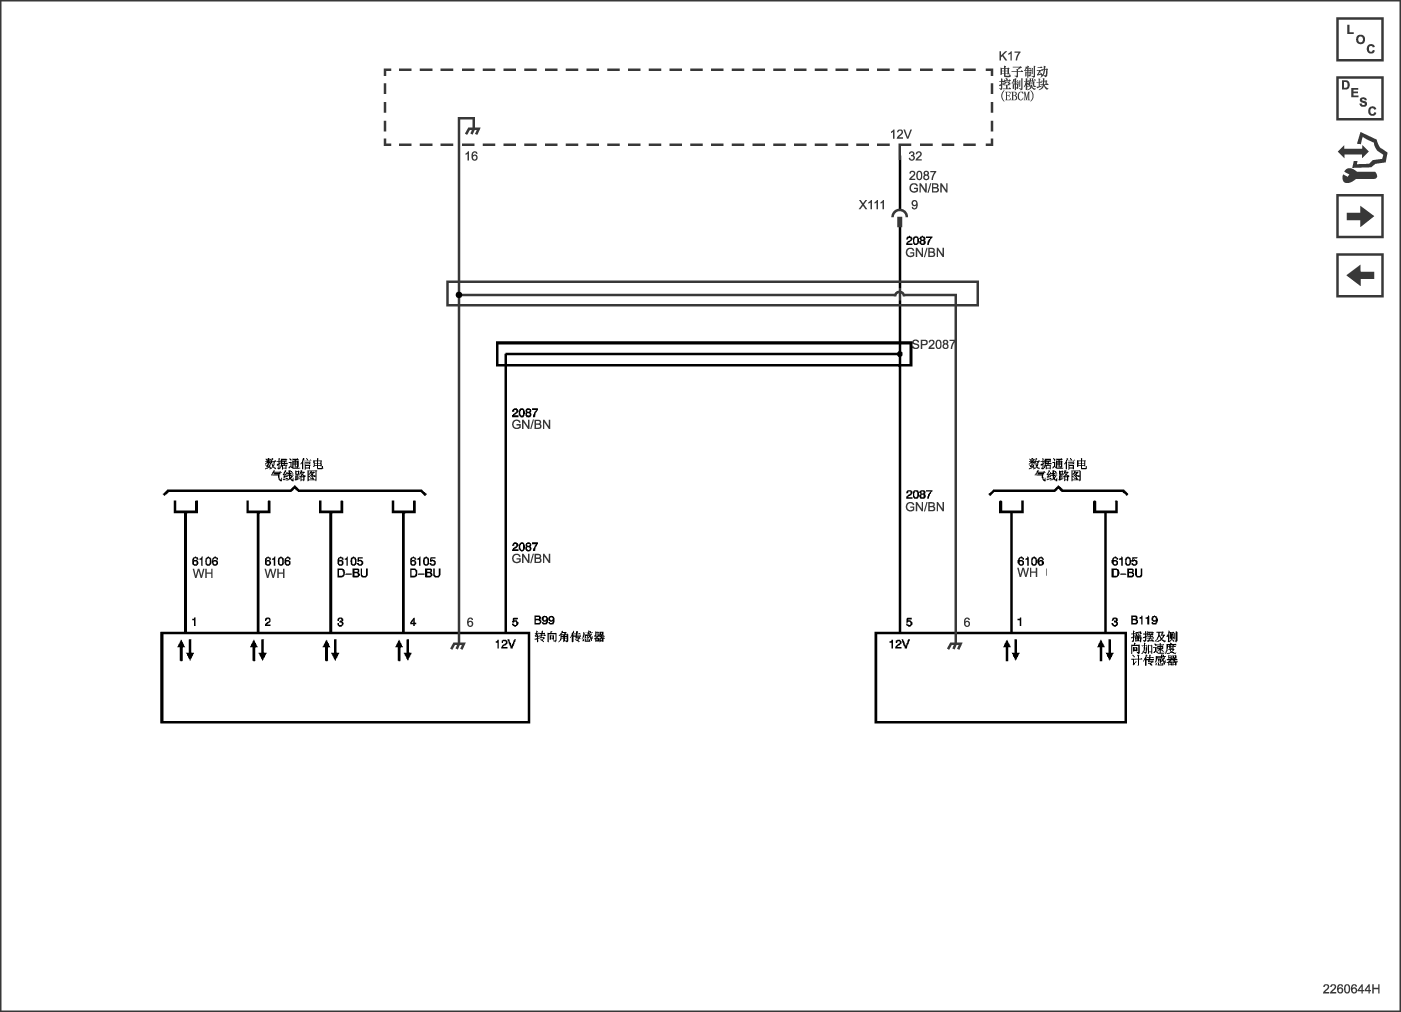 L
O
C
K17
电子制动
控制模块
(EBCM)
D
E
S
C
12V
16
32
2087
GN/BN
X111
9
2087
GN/BN
SP2087
2087
GN/BN
数据通信电
气线路图
数据通信电
气线路图
2087
GN/BN
2087
GN/BN
6106
WH
6106
WH
6105
D-BU
6105
D-BU
6106
WH
6105
D-BU
1
2
3
4
6
5
B99
转向角传感器
12V
5
6
1
3
B119
摇摆及侧
向加速度
计传感器
12V
2260644H